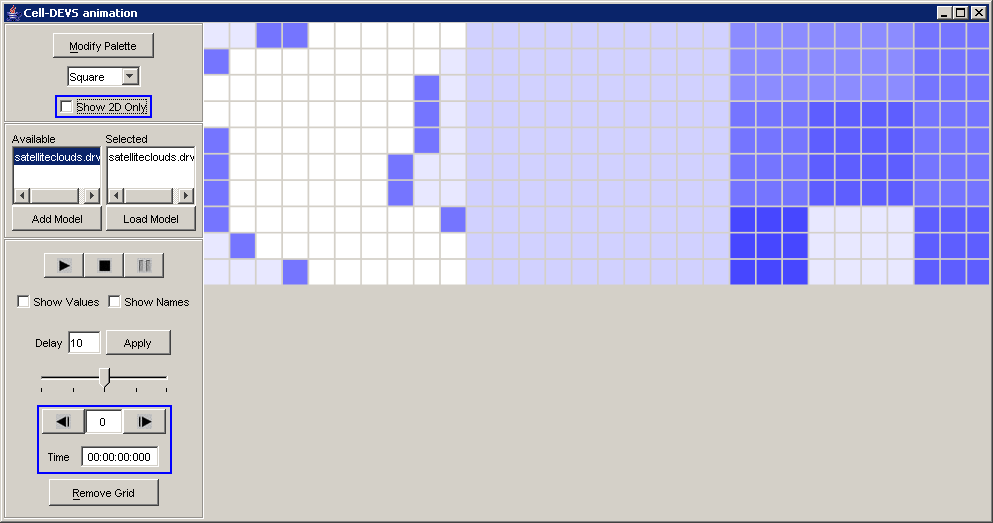 Cell-DEVS animation
Modify Palette
Square
Show 2D Only
Available Selected
satelliteclouds.drv satelliteclouds.drv
Add Model Load Model
Show Values Show Names
Delay 10 Apply
0
Time 00:00:00:000
Remove Grid